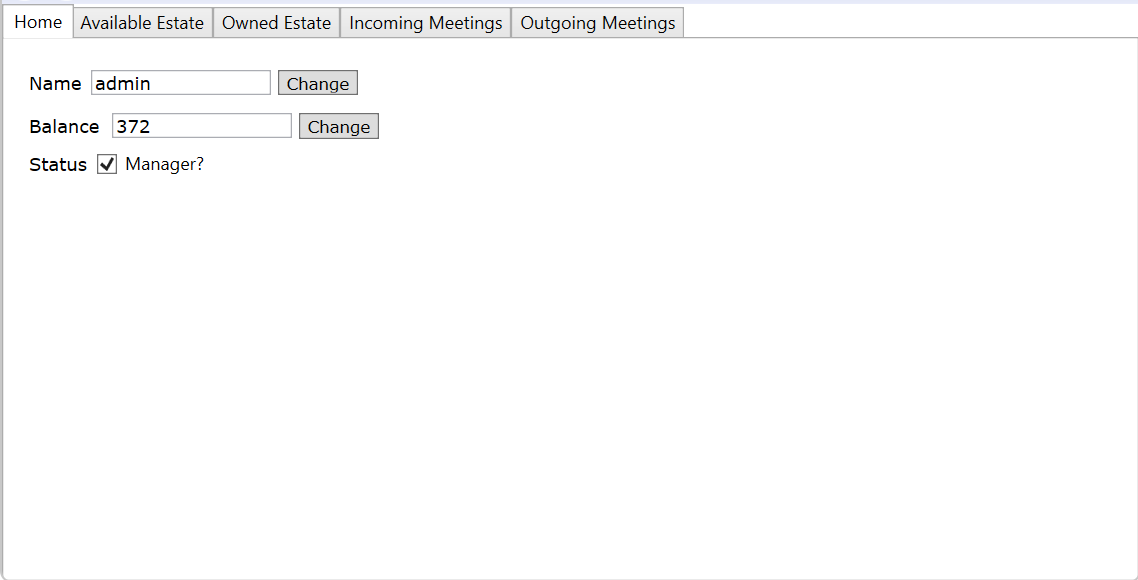 Home Available Estate Owned Estate Incoming Meetings Outgoing Meetings
Name admin Change
Balance 372 Change
Status Manager?